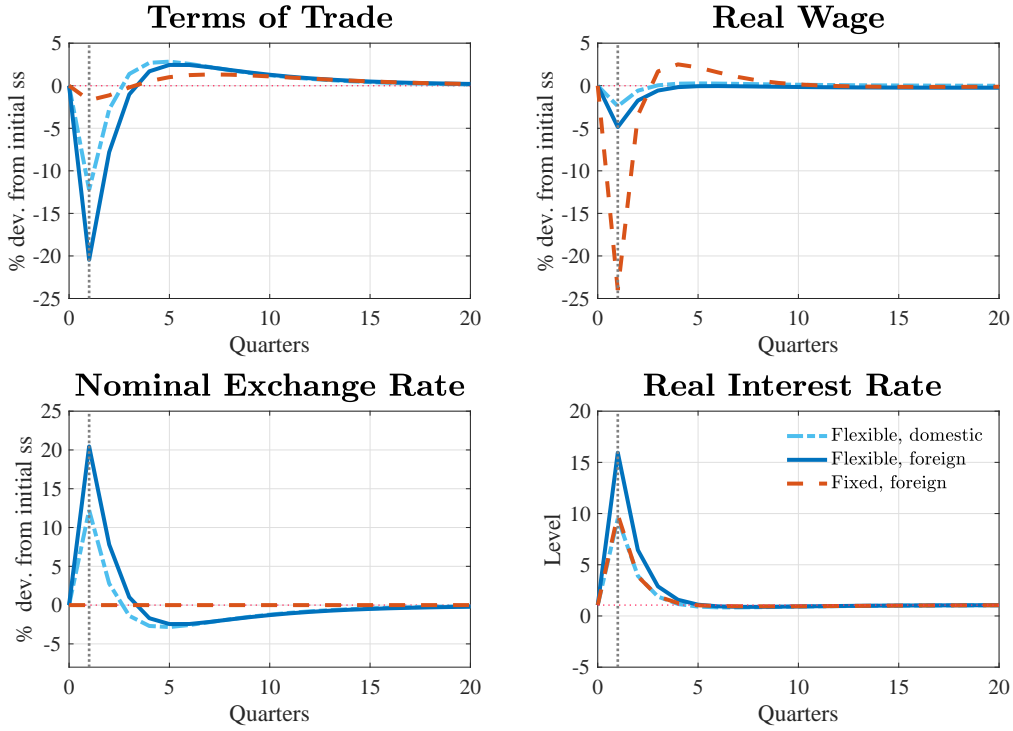 Terms of Trade
% dev. from initial ss
5
0
-5
-10
-15
-20
-25
0 5 10 15 20
Quarters
Real Wage
% dev. from initial ss
5
0
-5
-10
-15
-20
-25
0 5 10 15 20
Quarters
Nominal Exchange Rate
% dev. from initial ss
25
20
15
10
5
0
-5
0 5 10 15 20
Quarters
Real Interest Rate
Level
20
15
10
5
0
-5
Flexible, domestic
Flexible, foreign
Fixed, foreign
0 5 10 15 20
Quarters